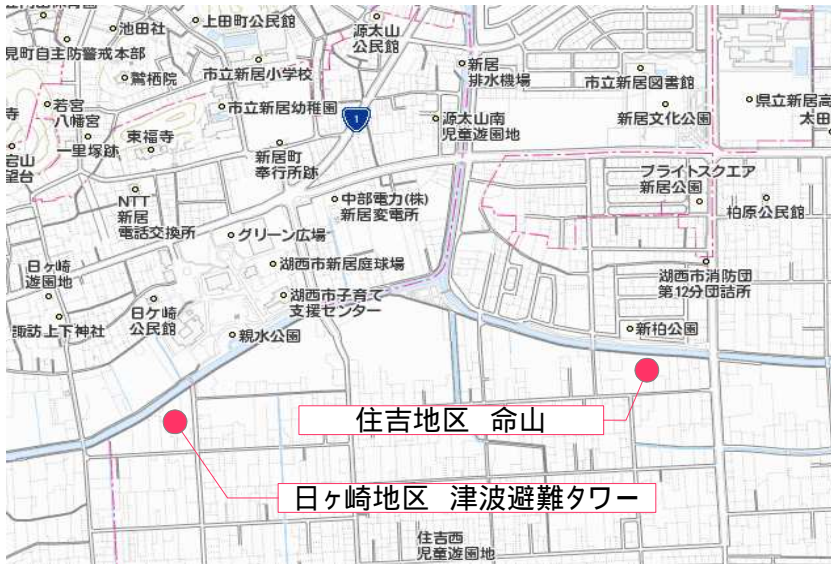 池田社
上田町公民館
源太山
公民館
見町自主防警戒本部
鷲栖院
市立新居小学校
新居
排水機場
市立新居図書館
若宮
八幡宮
市立新居幼稚園
1
源太山南
児童遊園地
新居文化公園
県立新居高
太田
寺
東福寺
一里塚跡
新居町
奉行所跡
望台
ブライトスクエア
新居公園
NTT
新居
電話交換所
中部電力(株)
新居変電所
柏原公民館
グリーン広場
日ヶ崎
遊園地
湖西市新居庭球場
湖西市消防団
第12分団詰所
日ケ崎
公民館
湖西市子育て
支援センター
諏訪上下神社
親水公園
新柏公園
住吉地区 命山
日ヶ崎地区 津波避難タワー
住吉西
児童遊園地